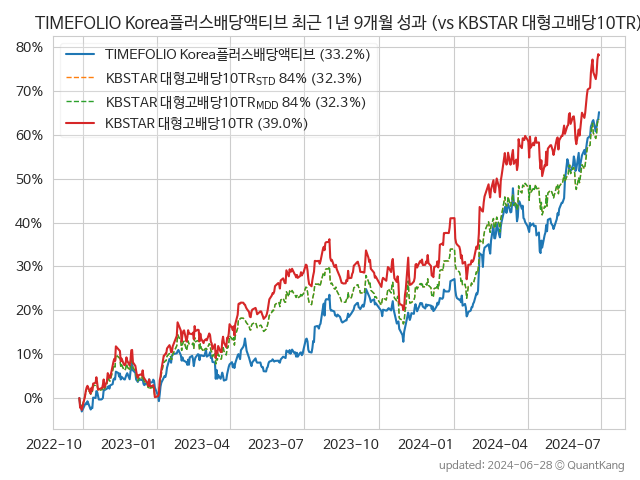 TIMEFOLIO Korea플러스배당액티브 최근 1년 9개월 성과 (vs KBSTAR 대형고배당10TR)
80%
70%
60%
50%
40%
30%
20%
10%
0%
TIMEFOLIO Korea플러스배당액티브 (33.2%)
KBSTAR 대형고배당10TR_STD 84% (32.3%)
KBSTAR 대형고배당10TR_MDD 84% (32.3%)
KBSTAR 대형고배당10TR (39.0%)
2022-10 2023-01 2023-04 2023-07 2023-10 2024-01 2024-04 2024-07
updated: 2024-06-28 © QuantKang